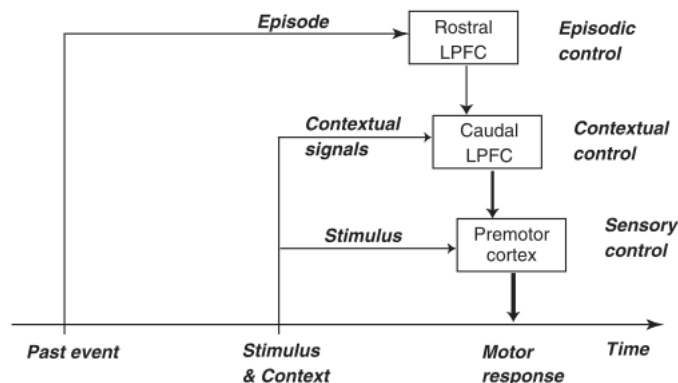 Episode
Rostral
LPFC
Episodic
control
Contextual
signals
Caudal
LPFC
Contextual
control
Stimulus
Premotor
cortex
Sensory
control
Past event
Stimulus
& Context
Motor
response
Time